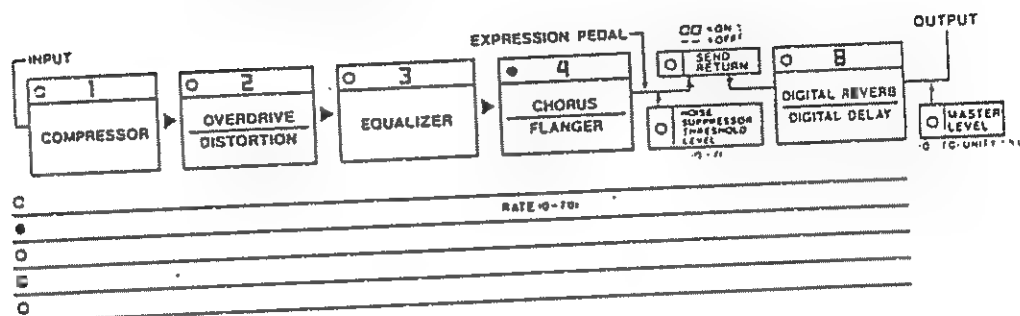 INPUT
1
COMPRESSOR
2
OVERDRIVE
DISTORTION
3
EQUALIZER
EXPRESSION PEDAL
4
CHORUS
FLANGER
SEND
RETURN
NOISE
SUPPRESSOR
THRESHOLD
LEVEL
8
DIGITAL REVERB
DIGITAL DELAY
OUTPUT
MASTER
LEVEL
RATE